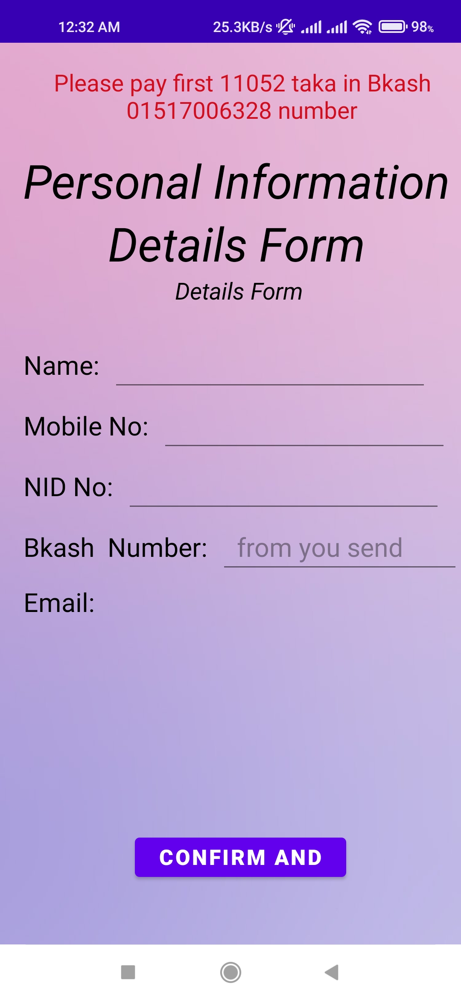 12:32 AM 25.3KB/s 98%
Please pay first 11052 taka in Bkash
01517006328 number
Personal Information
Details Form
Details Form
Name:
Mobile No:
NID No:
Bkash  Number: from you send
Email:
CONFIRM AND